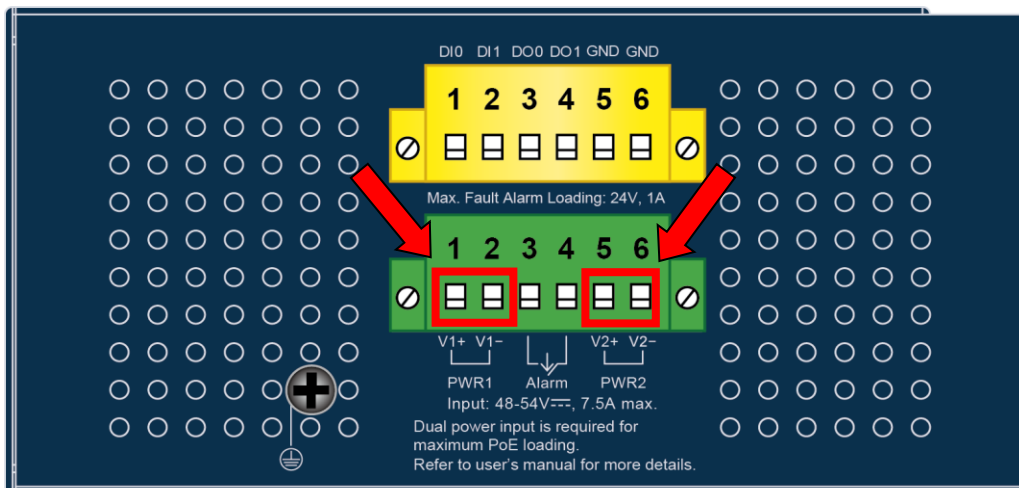 DI0 DI1 DO0 DO1 GND GND
1 2 3 4 5 6
Max. Fault Alarm Loading: 24V, 1A
1 2 3 4 5 6
V1+ V1− V2+ V2−
PWR1 Alarm PWR2
Input: 48-54V⎓, 7.5A max.
Dual power input is required for
maximum PoE loading.
Refer to user's manual for more details.